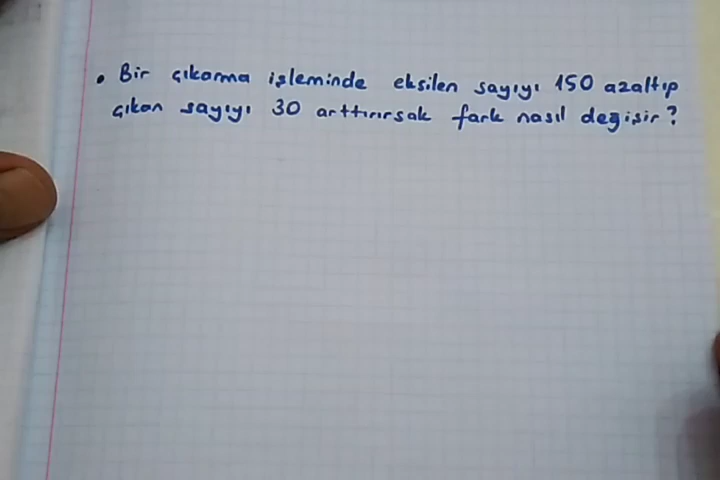 • Bir çıkarma işleminde eksilen sayıyı 150 azaltıp
çıkan sayıyı 30 arttırırsak fark nasıl değişir?